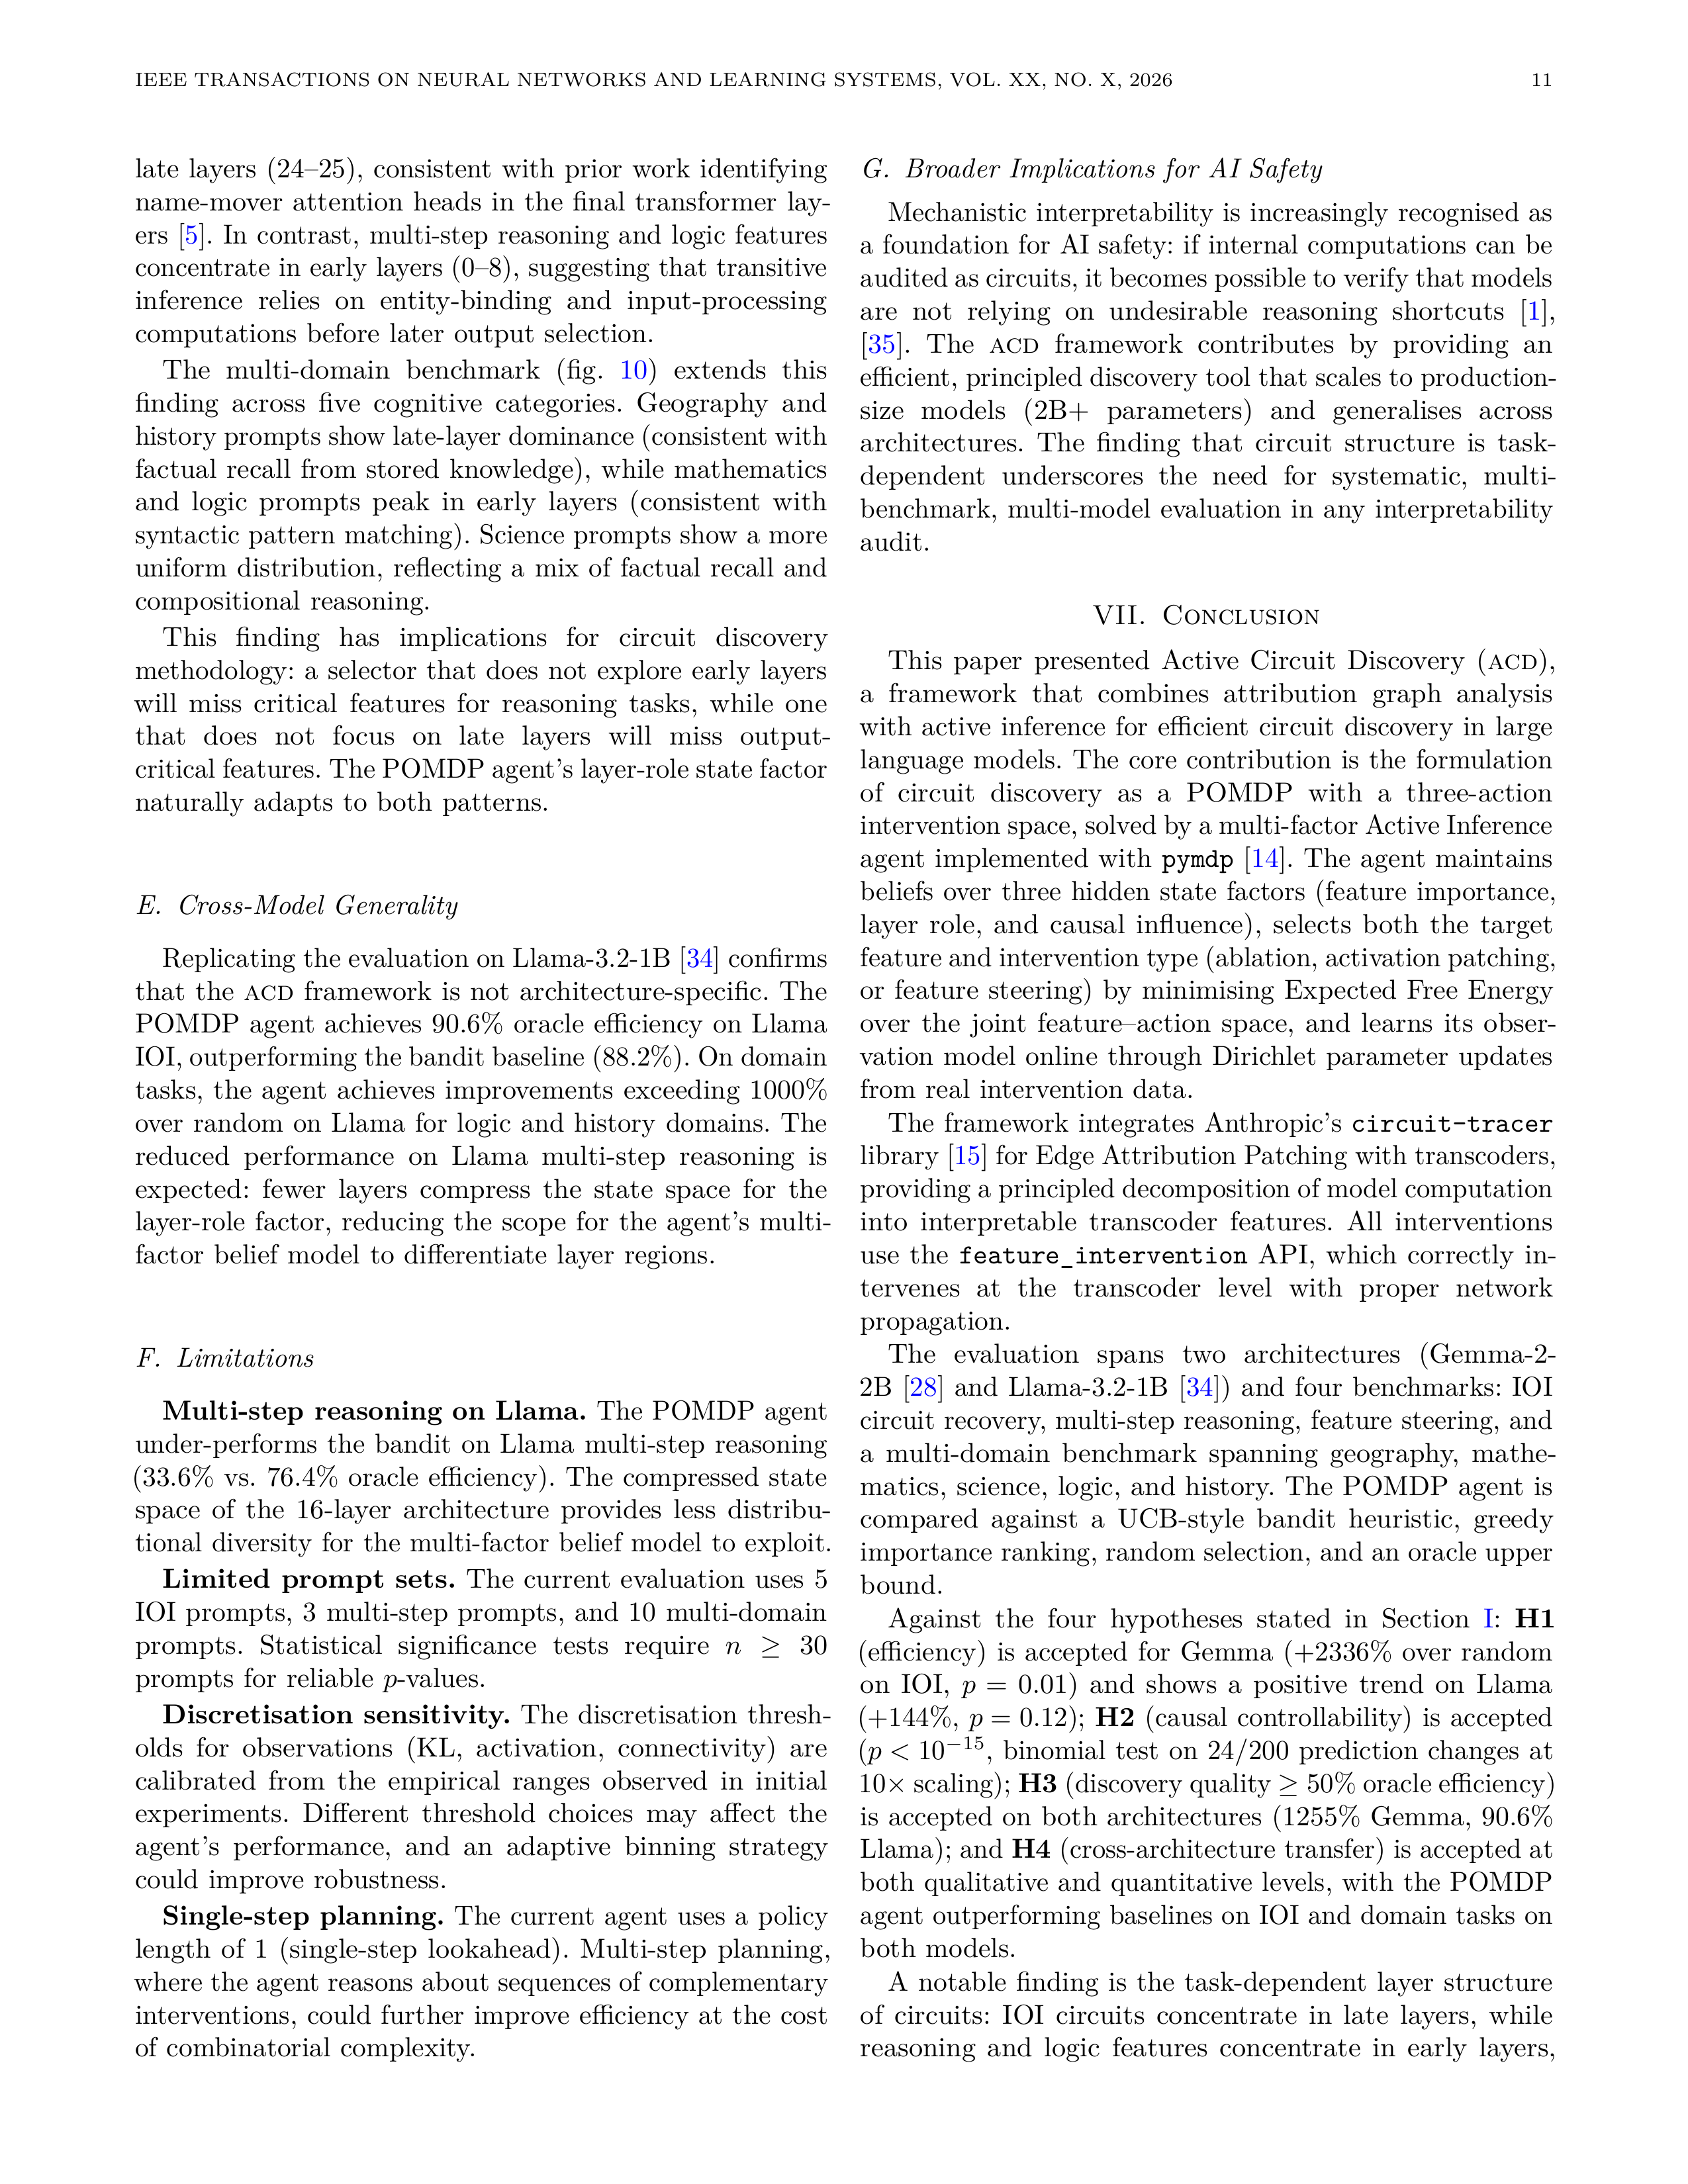 IEEE TRANSACTIONS ON NEURAL NETWORKS AND LEARNING SYSTEMS, VOL. XX, NO. X, 2026 11
late layers (24–25), consistent with prior work identifying
name-mover attention heads in the final transformer lay-
ers [5]. In contrast, multi-step reasoning and logic features
concentrate in early layers (0–8), suggesting that transitive
inference relies on entity-binding and input-processing
computations before later output selection.
The multi-domain benchmark (fig. 10) extends this
finding across five cognitive categories. Geography and
history prompts show late-layer dominance (consistent with
factual recall from stored knowledge), while mathematics
and logic prompts peak in early layers (consistent with
syntactic pattern matching). Science prompts show a more
uniform distribution, reflecting a mix of factual recall and
compositional reasoning.
This finding has implications for circuit discovery
methodology: a selector that does not explore early layers
will miss critical features for reasoning tasks, while one
that does not focus on late layers will miss output-
critical features. The POMDP agent's layer-role state factor
naturally adapts to both patterns.
E. Cross-Model Generality
Replicating the evaluation on Llama-3.2-1B [34] confirms
that the ACD framework is not architecture-specific. The
POMDP agent achieves 90.6% oracle efficiency on Llama
IOI, outperforming the bandit baseline (88.2%). On domain
tasks, the agent achieves improvements exceeding 1000%
over random on Llama for logic and history domains. The
reduced performance on Llama multi-step reasoning is
expected: fewer layers compress the state space for the
layer-role factor, reducing the scope for the agent's multi-
factor belief model to differentiate layer regions.
F. Limitations
Multi-step reasoning on Llama. The POMDP agent
under-performs the bandit on Llama multi-step reasoning
(33.6% vs. 76.4% oracle efficiency). The compressed state
space of the 16-layer architecture provides less distribu-
tional diversity for the multi-factor belief model to exploit.
Limited prompt sets. The current evaluation uses 5
IOI prompts, 3 multi-step prompts, and 10 multi-domain
prompts. Statistical significance tests require n ≥ 30
prompts for reliable p-values.
Discretisation sensitivity. The discretisation thresh-
olds for observations (KL, activation, connectivity) are
calibrated from the empirical ranges observed in initial
experiments. Different threshold choices may affect the
agent's performance, and an adaptive binning strategy
could improve robustness.
Single-step planning. The current agent uses a policy
length of 1 (single-step lookahead). Multi-step planning,
where the agent reasons about sequences of complementary
interventions, could further improve efficiency at the cost
of combinatorial complexity.
G. Broader Implications for AI Safety
Mechanistic interpretability is increasingly recognised as
a foundation for AI safety: if internal computations can be
audited as circuits, it becomes possible to verify that models
are not relying on undesirable reasoning shortcuts [1],
[35]. The ACD framework contributes by providing an
efficient, principled discovery tool that scales to production-
size models (2B+ parameters) and generalises across
architectures. The finding that circuit structure is task-
dependent underscores the need for systematic, multi-
benchmark, multi-model evaluation in any interpretability
audit.
VII. CONCLUSION
This paper presented Active Circuit Discovery (ACD),
a framework that combines attribution graph analysis
with active inference for efficient circuit discovery in large
language models. The core contribution is the formulation
of circuit discovery as a POMDP with a three-action
intervention space, solved by a multi-factor Active Inference
agent implemented with pymdp [14]. The agent maintains
beliefs over three hidden state factors (feature importance,
layer role, and causal influence), selects both the target
feature and intervention type (ablation, activation patching,
or feature steering) by minimising Expected Free Energy
over the joint feature–action space, and learns its obser-
vation model online through Dirichlet parameter updates
from real intervention data.
The framework integrates Anthropic's circuit-tracer
library [15] for Edge Attribution Patching with transcoders,
providing a principled decomposition of model computation
into interpretable transcoder features. All interventions
use the feature_intervention API, which correctly in-
tervenes at the transcoder level with proper network
propagation.
The evaluation spans two architectures (Gemma-2-
2B [28] and Llama-3.2-1B [34]) and four benchmarks: IOI
circuit recovery, multi-step reasoning, feature steering, and
a multi-domain benchmark spanning geography, mathe-
matics, science, logic, and history. The POMDP agent is
compared against a UCB-style bandit heuristic, greedy
importance ranking, random selection, and an oracle upper
bound.
Against the four hypotheses stated in Section I: H1
(efficiency) is accepted for Gemma (+2336% over random
on IOI, p = 0.01) and shows a positive trend on Llama
(+144%, p = 0.12); H2 (causal controllability) is accepted
(p < 10⁻¹⁵, binomial test on 24/200 prediction changes at
10× scaling); H3 (discovery quality ≥ 50% oracle efficiency)
is accepted on both architectures (1255% Gemma, 90.6%
Llama); and H4 (cross-architecture transfer) is accepted at
both qualitative and quantitative levels, with the POMDP
agent outperforming baselines on IOI and domain tasks on
both models.
A notable finding is the task-dependent layer structure
of circuits: IOI circuits concentrate in late layers, while
reasoning and logic features concentrate in early layers,